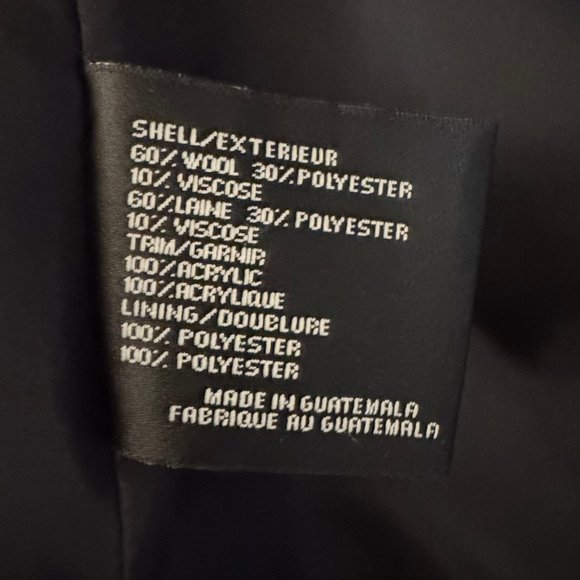 SHELL/EXTERIEUR
60% WOOL 30% POLYESTER
10% VISCOSE
60% LAINE 30% POLYESTER
10% VISCOSE
TRIM/GARNIR
100% ACRYLIC
100% ACRYLIQUE
LINING/DOUBLURE
100% POLYESTER
100% POLYESTER
MADE IN GUATEMALA
FABRIQUE AU GUATEMALA